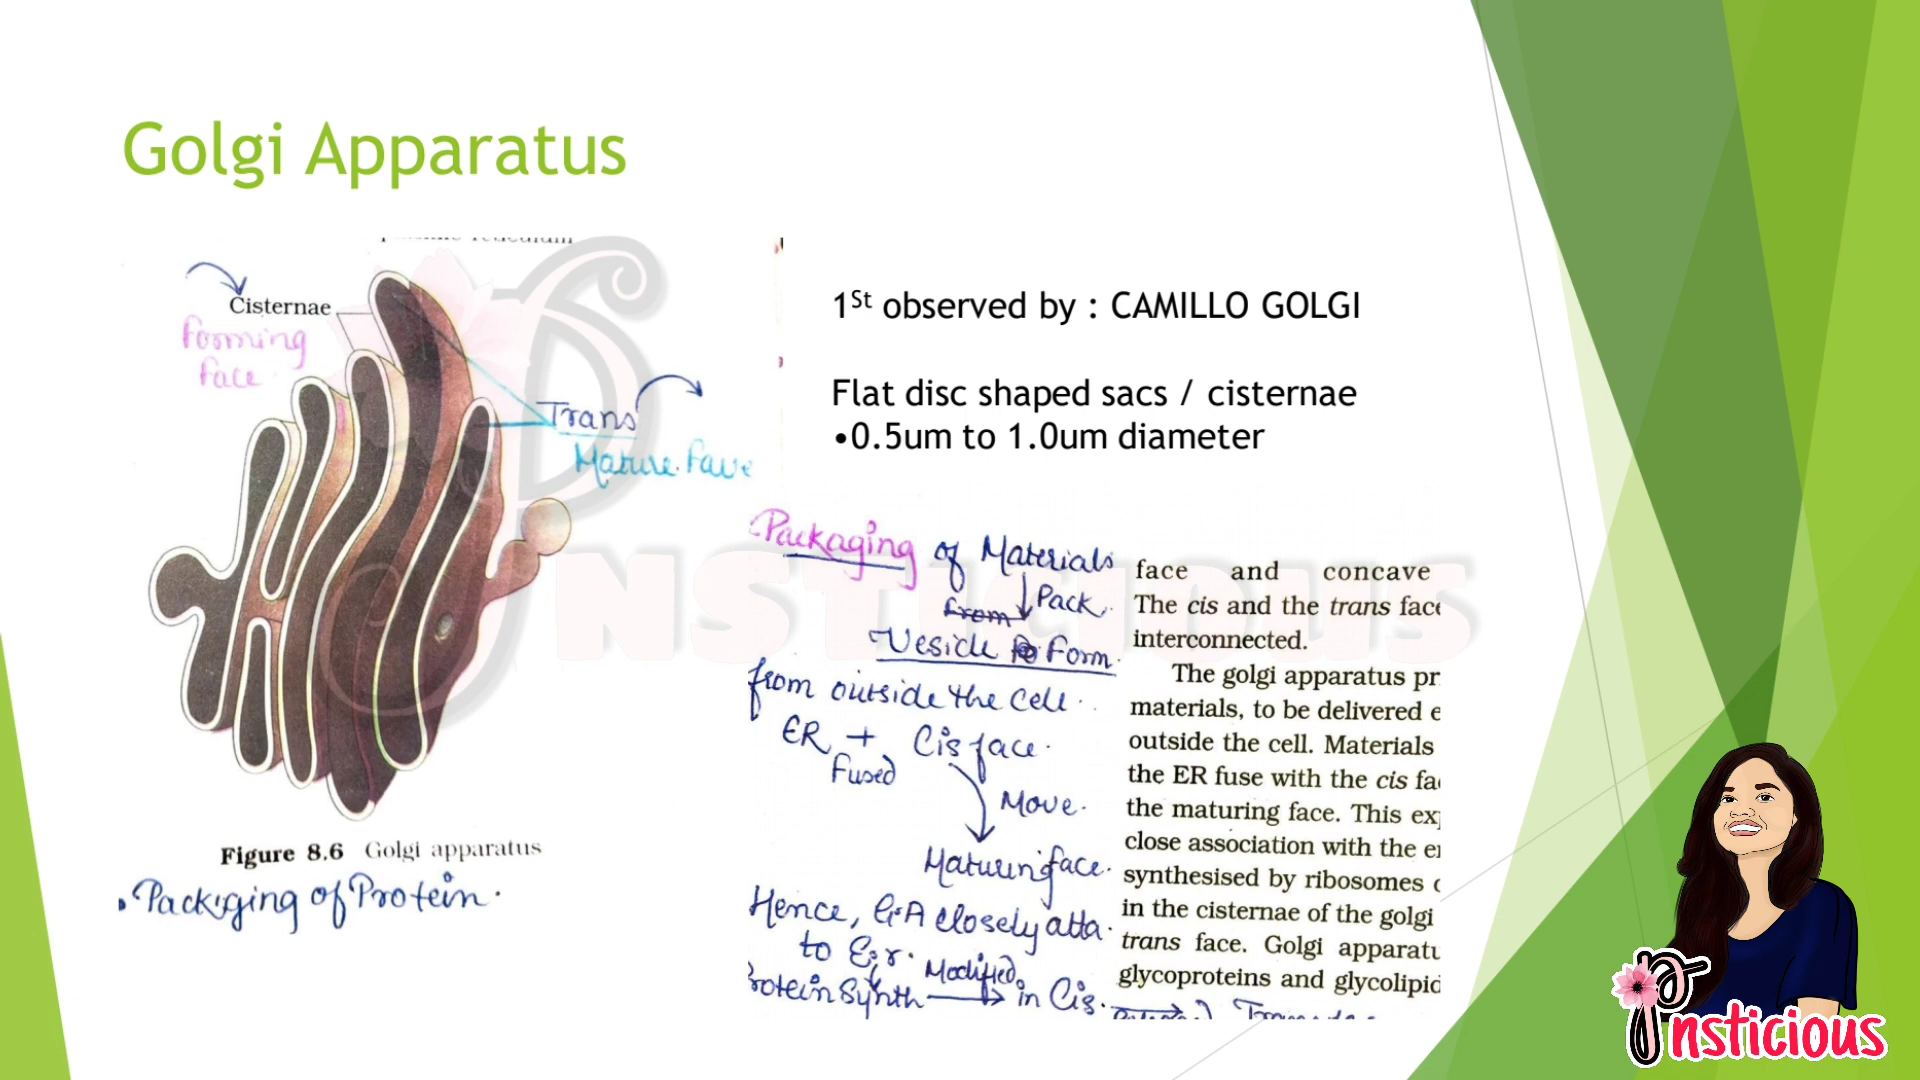 Golgi Apparatus
Cisternae
Forming
face
Trans
Mature face
Figure 8.6 Golgi apparatus
• Packaging of Protein.
1St observed by : CAMILLO GOLGI
Flat disc shaped sacs / cisternae
•0.5um to 1.0um diameter
Packaging of Materials
Pack.
from
Vesicle Form
from outside the cell.
ER + Cis face.
Fused
Move.
Maturing face.
Hence, G.A closely atta.
to E.r.
Modified
Protein Synth in Cis.
face and concave
The cis and the trans face
interconnected.
The golgi apparatus pr
materials, to be delivered e
outside the cell. Materials
the ER fuse with the cis fa
the maturing face. This ex
close association with the e
synthesised by ribosomes
in the cisternae of the golgi
trans face. Golgi apparatu
glycoproteins and glycolipid
NSTICIOUS
Insticious